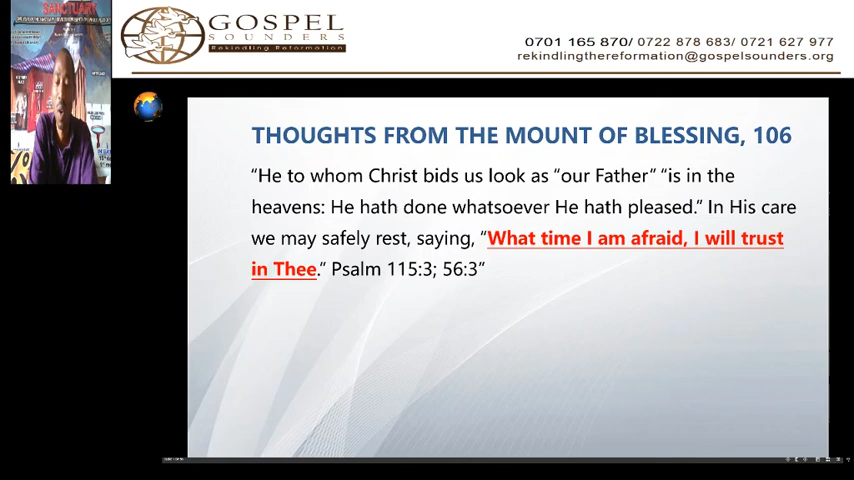 SANCTUARY
GOSPEL
SOUNDERS
Rekindling Reformation
0701 165 870/ 0722 878 683/ 0721 627 977
rekindlingthereformation@gospelsounders.org
THOUGHTS FROM THE MOUNT OF BLESSING, 106
“He to whom Christ bids us look as “our Father” “is in the
heavens: He hath done whatsoever He hath pleased.” In His care
we may safely rest, saying, “What time I am afraid, I will trust
in Thee.” Psalm 115:3; 56:3”